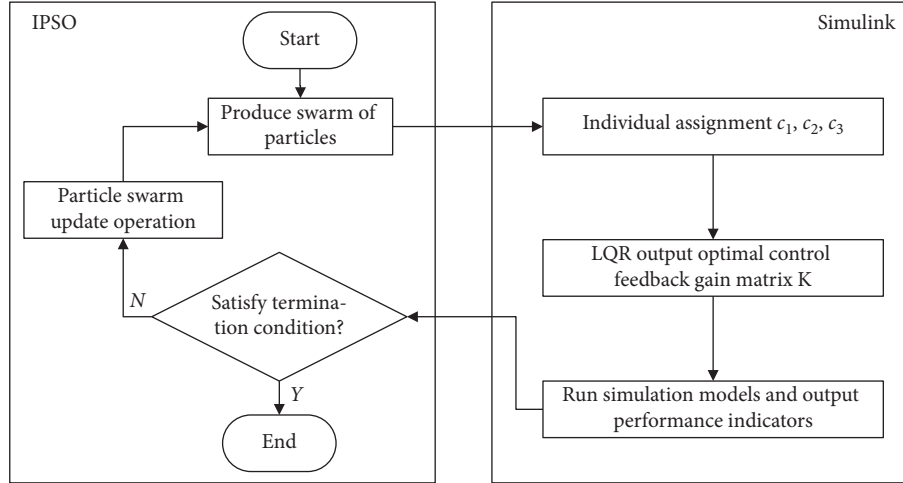 IPSO
Simulink
Start
Produce swarm of
particles
Individual assignment c₁, c₂, c₃
Particle swarm
update operation
LQR output optimal control
feedback gain matrix K
N
Satisfy termina-
tion condition?
Y
Run simulation models and output
performance indicators
End